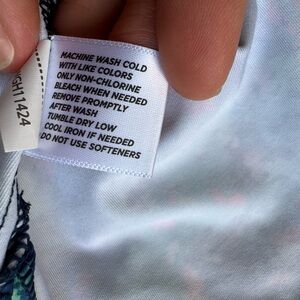 MACHINE WASH COLD
WITH LIKE COLORS
ONLY NON-CHLORINE
BLEACH WHEN NEEDED
REMOVE PROMPTLY
AFTER WASH
TUMBLE DRY LOW
COOL IRON IF NEEDED
DO NOT USE SOFTENERS
GH11424